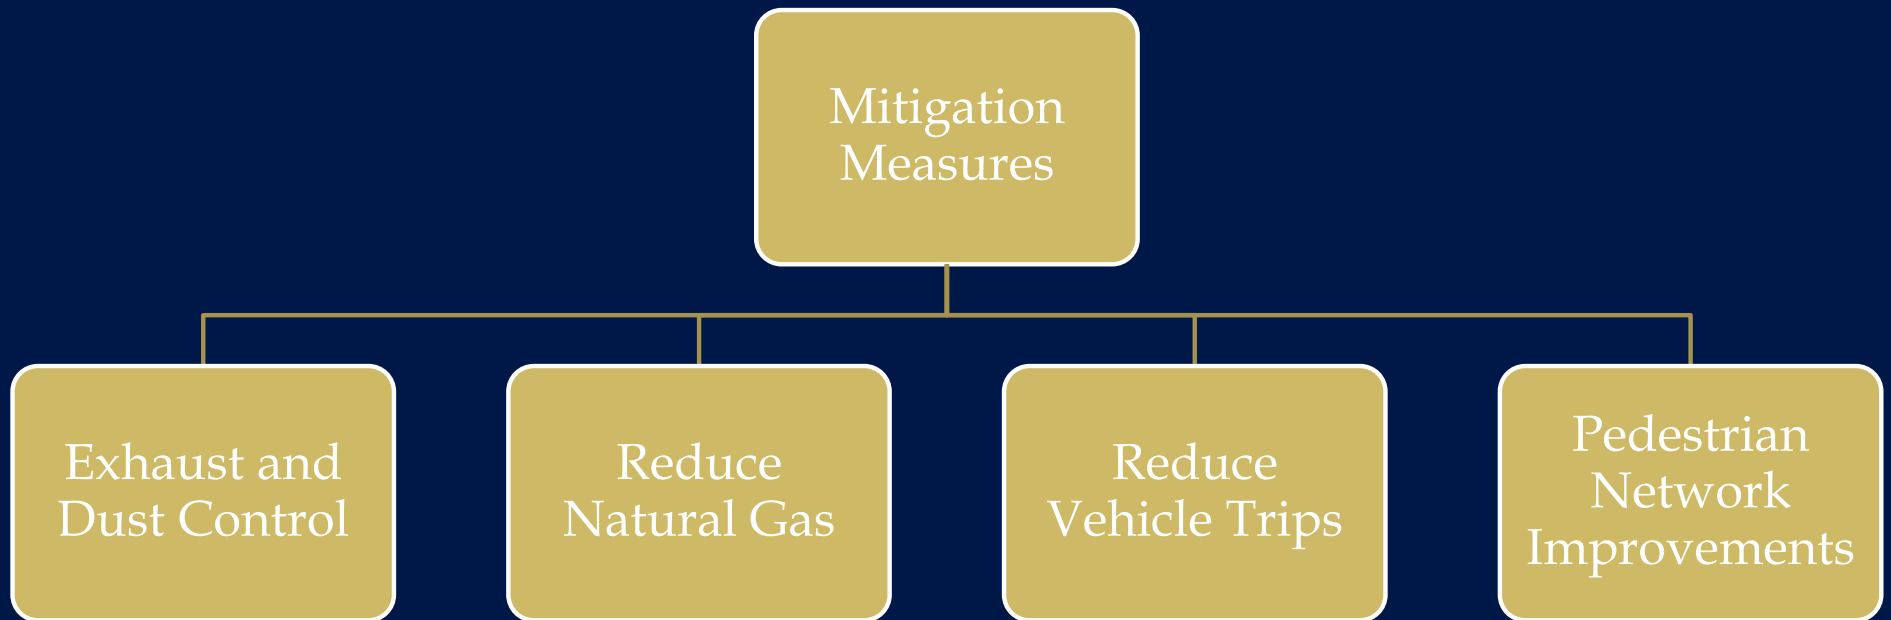 Mitigation
Measures
Exhaust and
Dust Control
Reduce
Natural Gas
Reduce
Vehicle Trips
Pedestrian
Network
Improvements